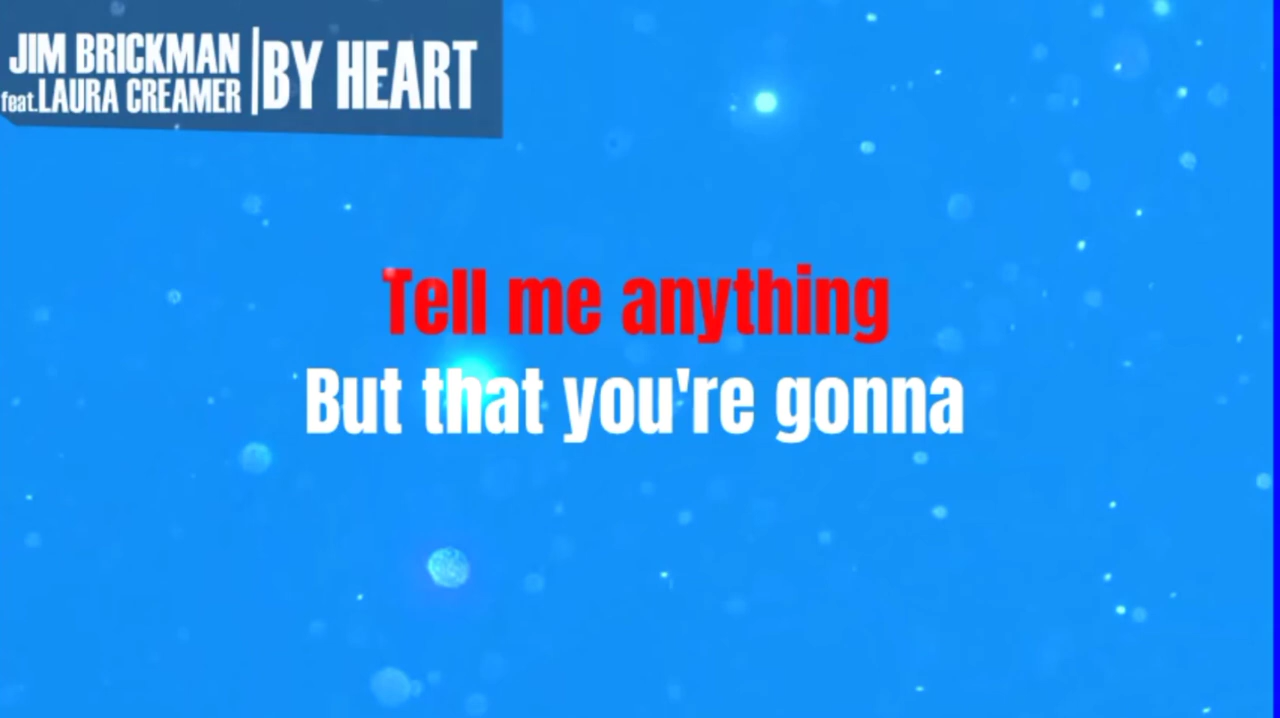 JIM BRICKMAN
feat. LAURA CREAMER
BY HEART
Tell me anything
But that you're gonna